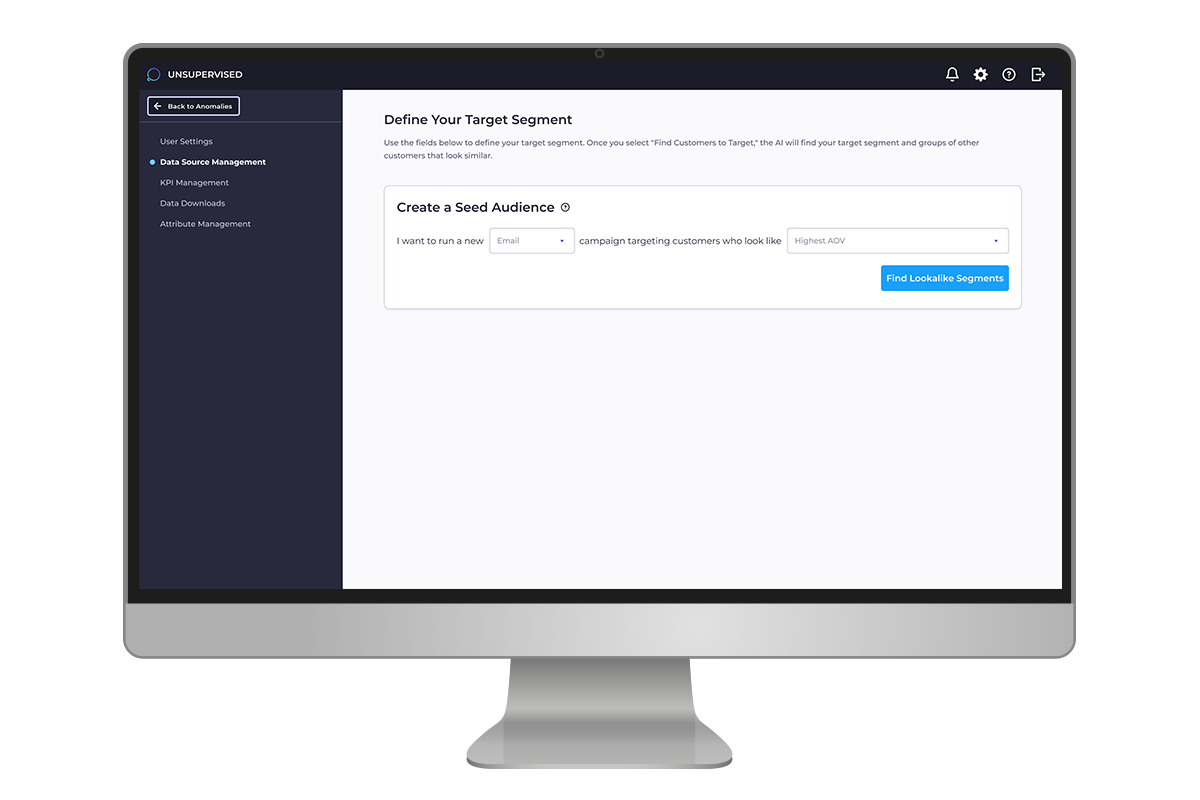 UNSUPERVISED
Back to Anomalies
User Settings
Data Source Management
KPI Management
Data Downloads
Attribute Management
Define Your Target Segment
Use the fields below to define your target segment. Once you select "Find Customers to Target," the AI will find your target segment and groups of other
customers that look similar.
Create a Seed Audience
I want to run a new Email campaign targeting customers who look like Highest AOV
Find Lookalike Segments